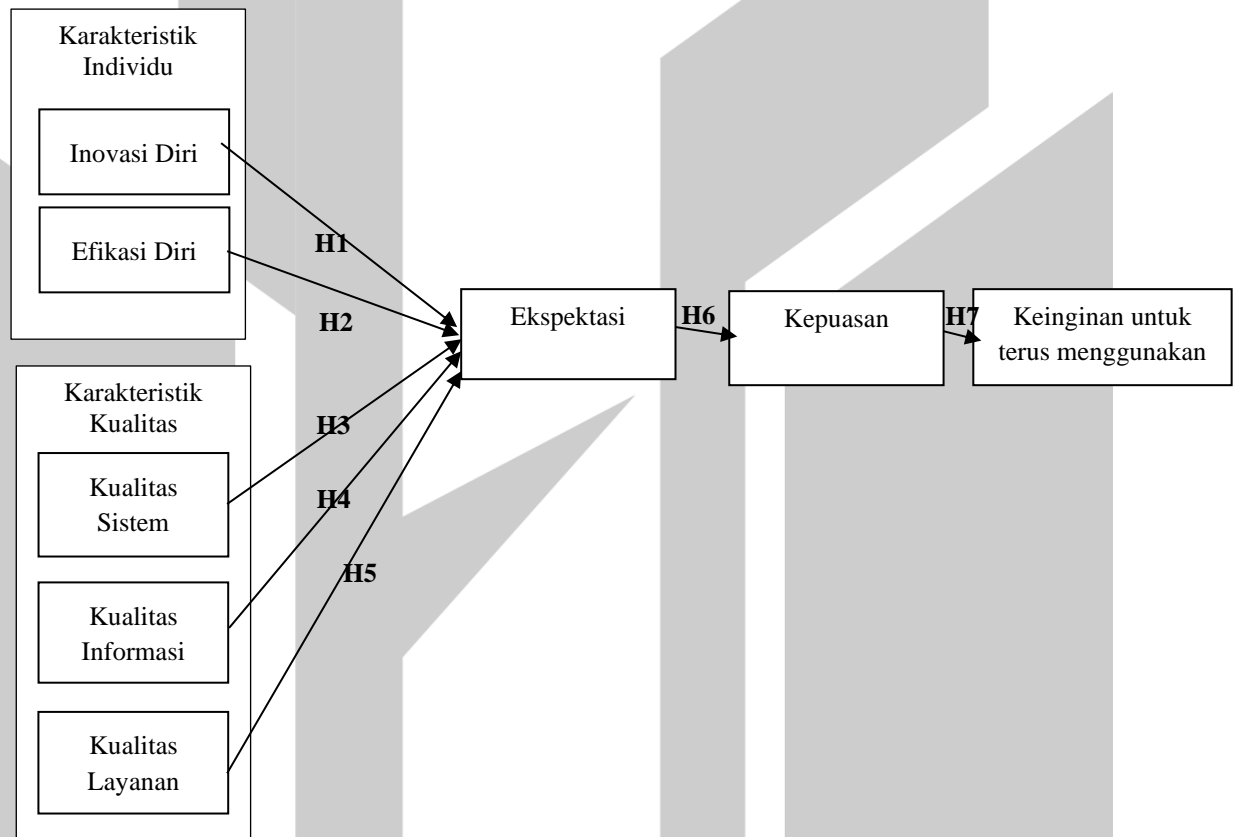 Karakteristik
Individu
Inovasi Diri
Efikasi Diri
H1
H2
Karakteristik
Kualitas
Kualitas
Sistem
Kualitas
Informasi
Kualitas
Layanan
H3
H4
H5
Ekspektasi
H6
Kepuasan
H7
Keinginan untuk
terus menggunakan